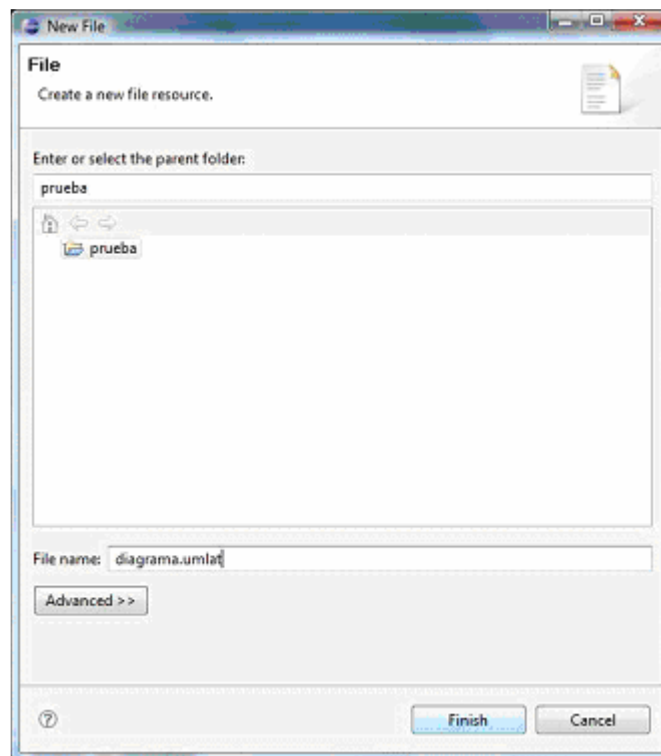 New File
File
Create a new file resource.
Enter or select the parent folder:
prueba
prueba
File name: diagrama.umlat
Advanced >>
Finish Cancel